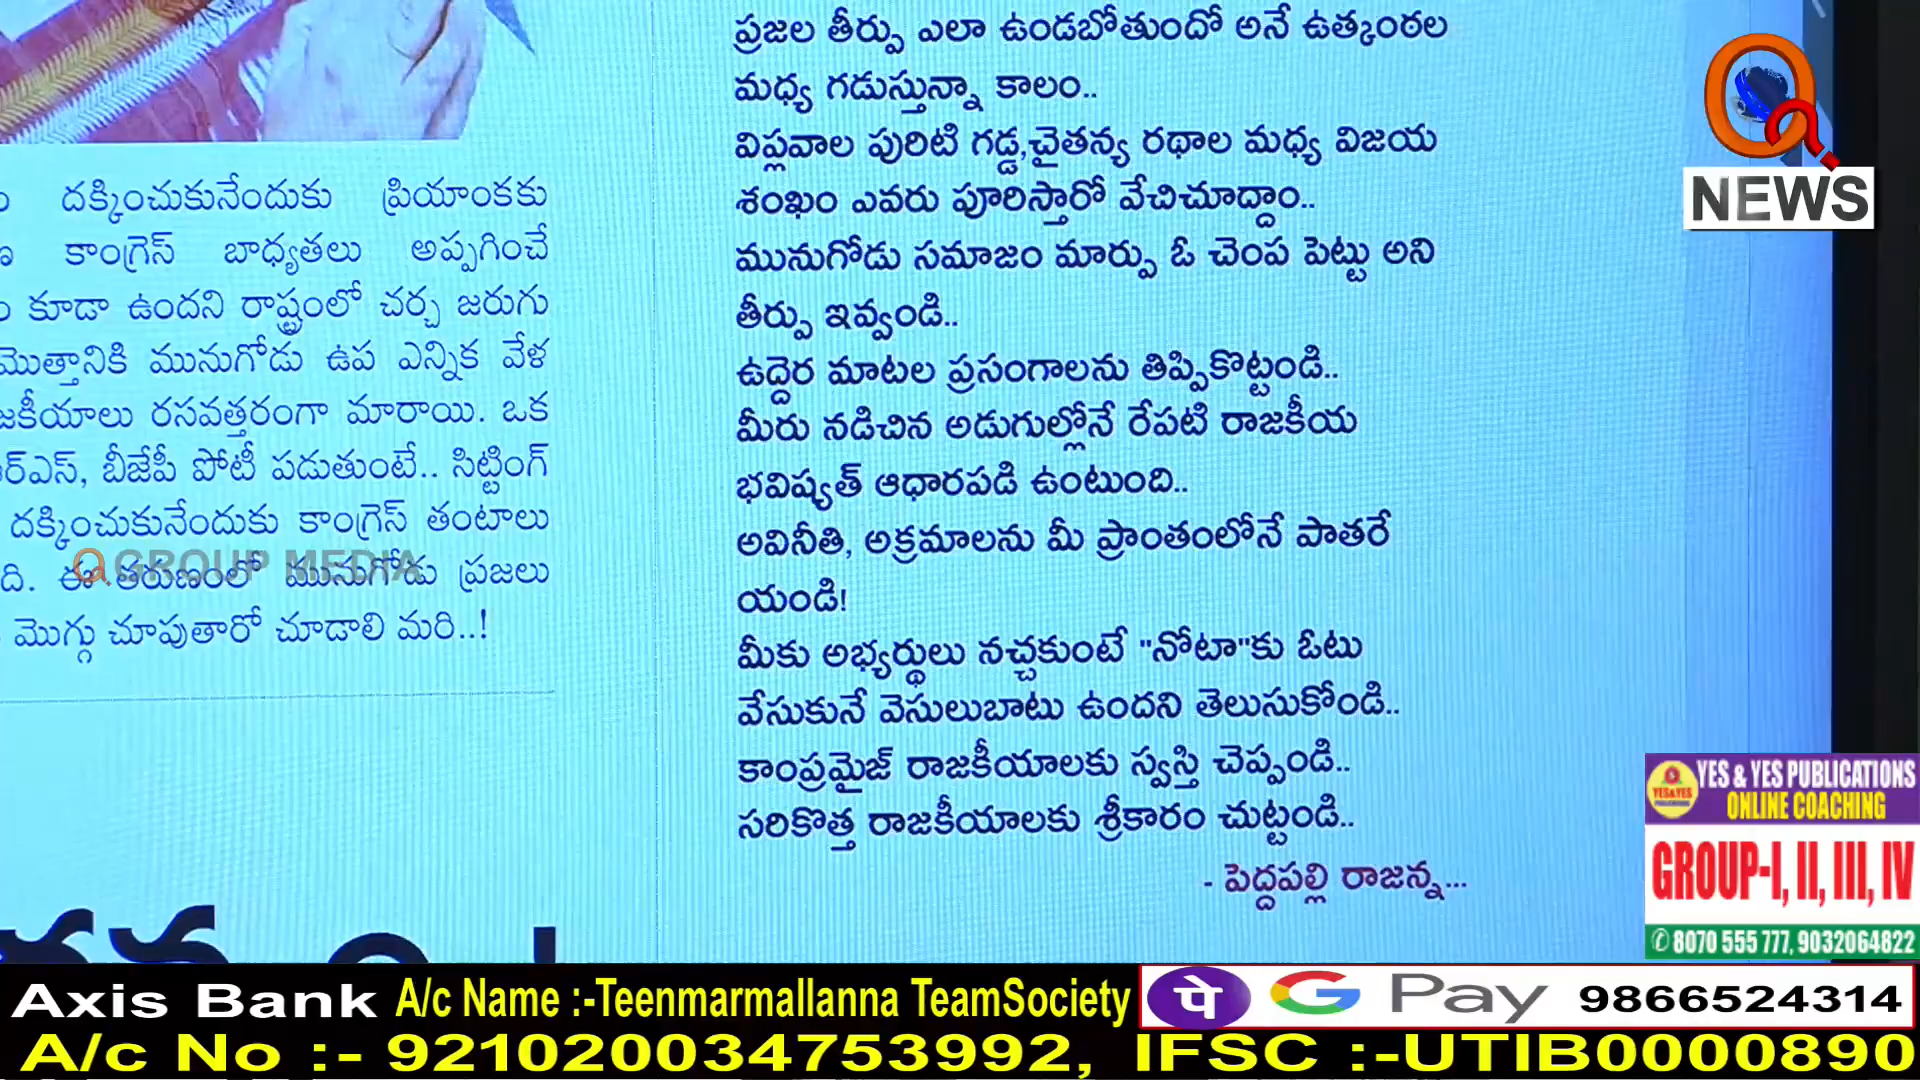 దక్కించుకునేందుకు ప్రియాంకకు
కాంగ్రెస్ బాధ్యతలు అప్పగించే
కూడా ఉందని రాష్ట్రంలో చర్చ జరుగు
మొత్తానికి మునుగోడు ఉప ఎన్నిక వేళ
రసవత్తరంగా మారాయి. ఒక
బీజేపీ పోటీ పడుతుంటే.. సిట్టింగ్
దక్కించుకునేందుకు కాంగ్రెస్ తంటాలు
ది. ఈ తరుణంలో మునుగోడు ప్రజలు
మొగ్గు చూపుతారో చూడాలి మరి..!
Q GROUP MEDIA
ప్రజల తీర్పు ఎలా ఉండబోతుందో అనే ఉత్కంఠల
మధ్య గడుస్తున్నా కాలం..
విప్లవాల పురిటి గడ్డ,చైతన్య రథాల మధ్య విజయ
శంఖం ఎవరు పూరిస్తారో వేచిచూద్దాం..
మునుగోడు సమాజం మార్పు ఓ చెంప పెట్టు అని
తీర్పు ఇవ్వండి..
ఉద్దెర మాటల ప్రసంగాలను తిప్పికొట్టండి..
మీరు నడిచిన అడుగుల్లోనే రేపటి రాజకీయ
భవిష్యత్ ఆధారపడి ఉంటుంది..
అవినీతి, అక్రమాలను మీ ప్రాంతంలోనే పాతరే
యండి!
మీకు అభ్యర్థులు నచ్చకుంటే "నోటా"కు ఓటు
వేసుకునే వెసులుబాటు ఉందని తెలుసుకోండి..
కాంప్రమైజ్ రాజకీయాలకు స్వస్తి చెప్పండి..
సరికొత్త రాజకీయాలకు శ్రీకారం చుట్టండి..
- పెద్దపల్లి రాజన్న...
Q NEWS
YES & YES PUBLICATIONS
ONLINE COACHING
GROUP-I, II, III, IV
8070 555 777, 9032064822
Axis Bank A/c Name :-Teenmarmallanna TeamSociety
पे G Pay 9866524314
A/c No :- 921020034753992, IFSC :-UTIB0000890